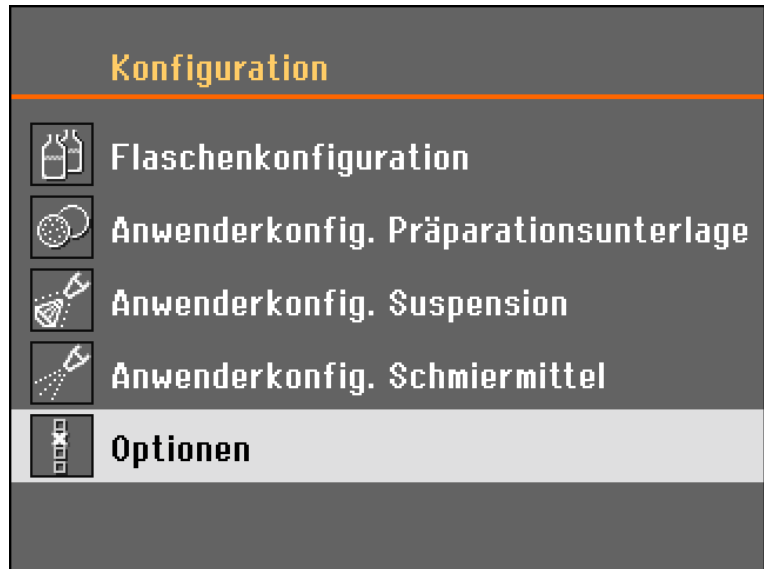 Konfiguration
Flaschenkonfiguration
Anwenderkonfig. Präparationsunterlage
Anwenderkonfig. Suspension
Anwenderkonfig. Schmiermittel
Optionen